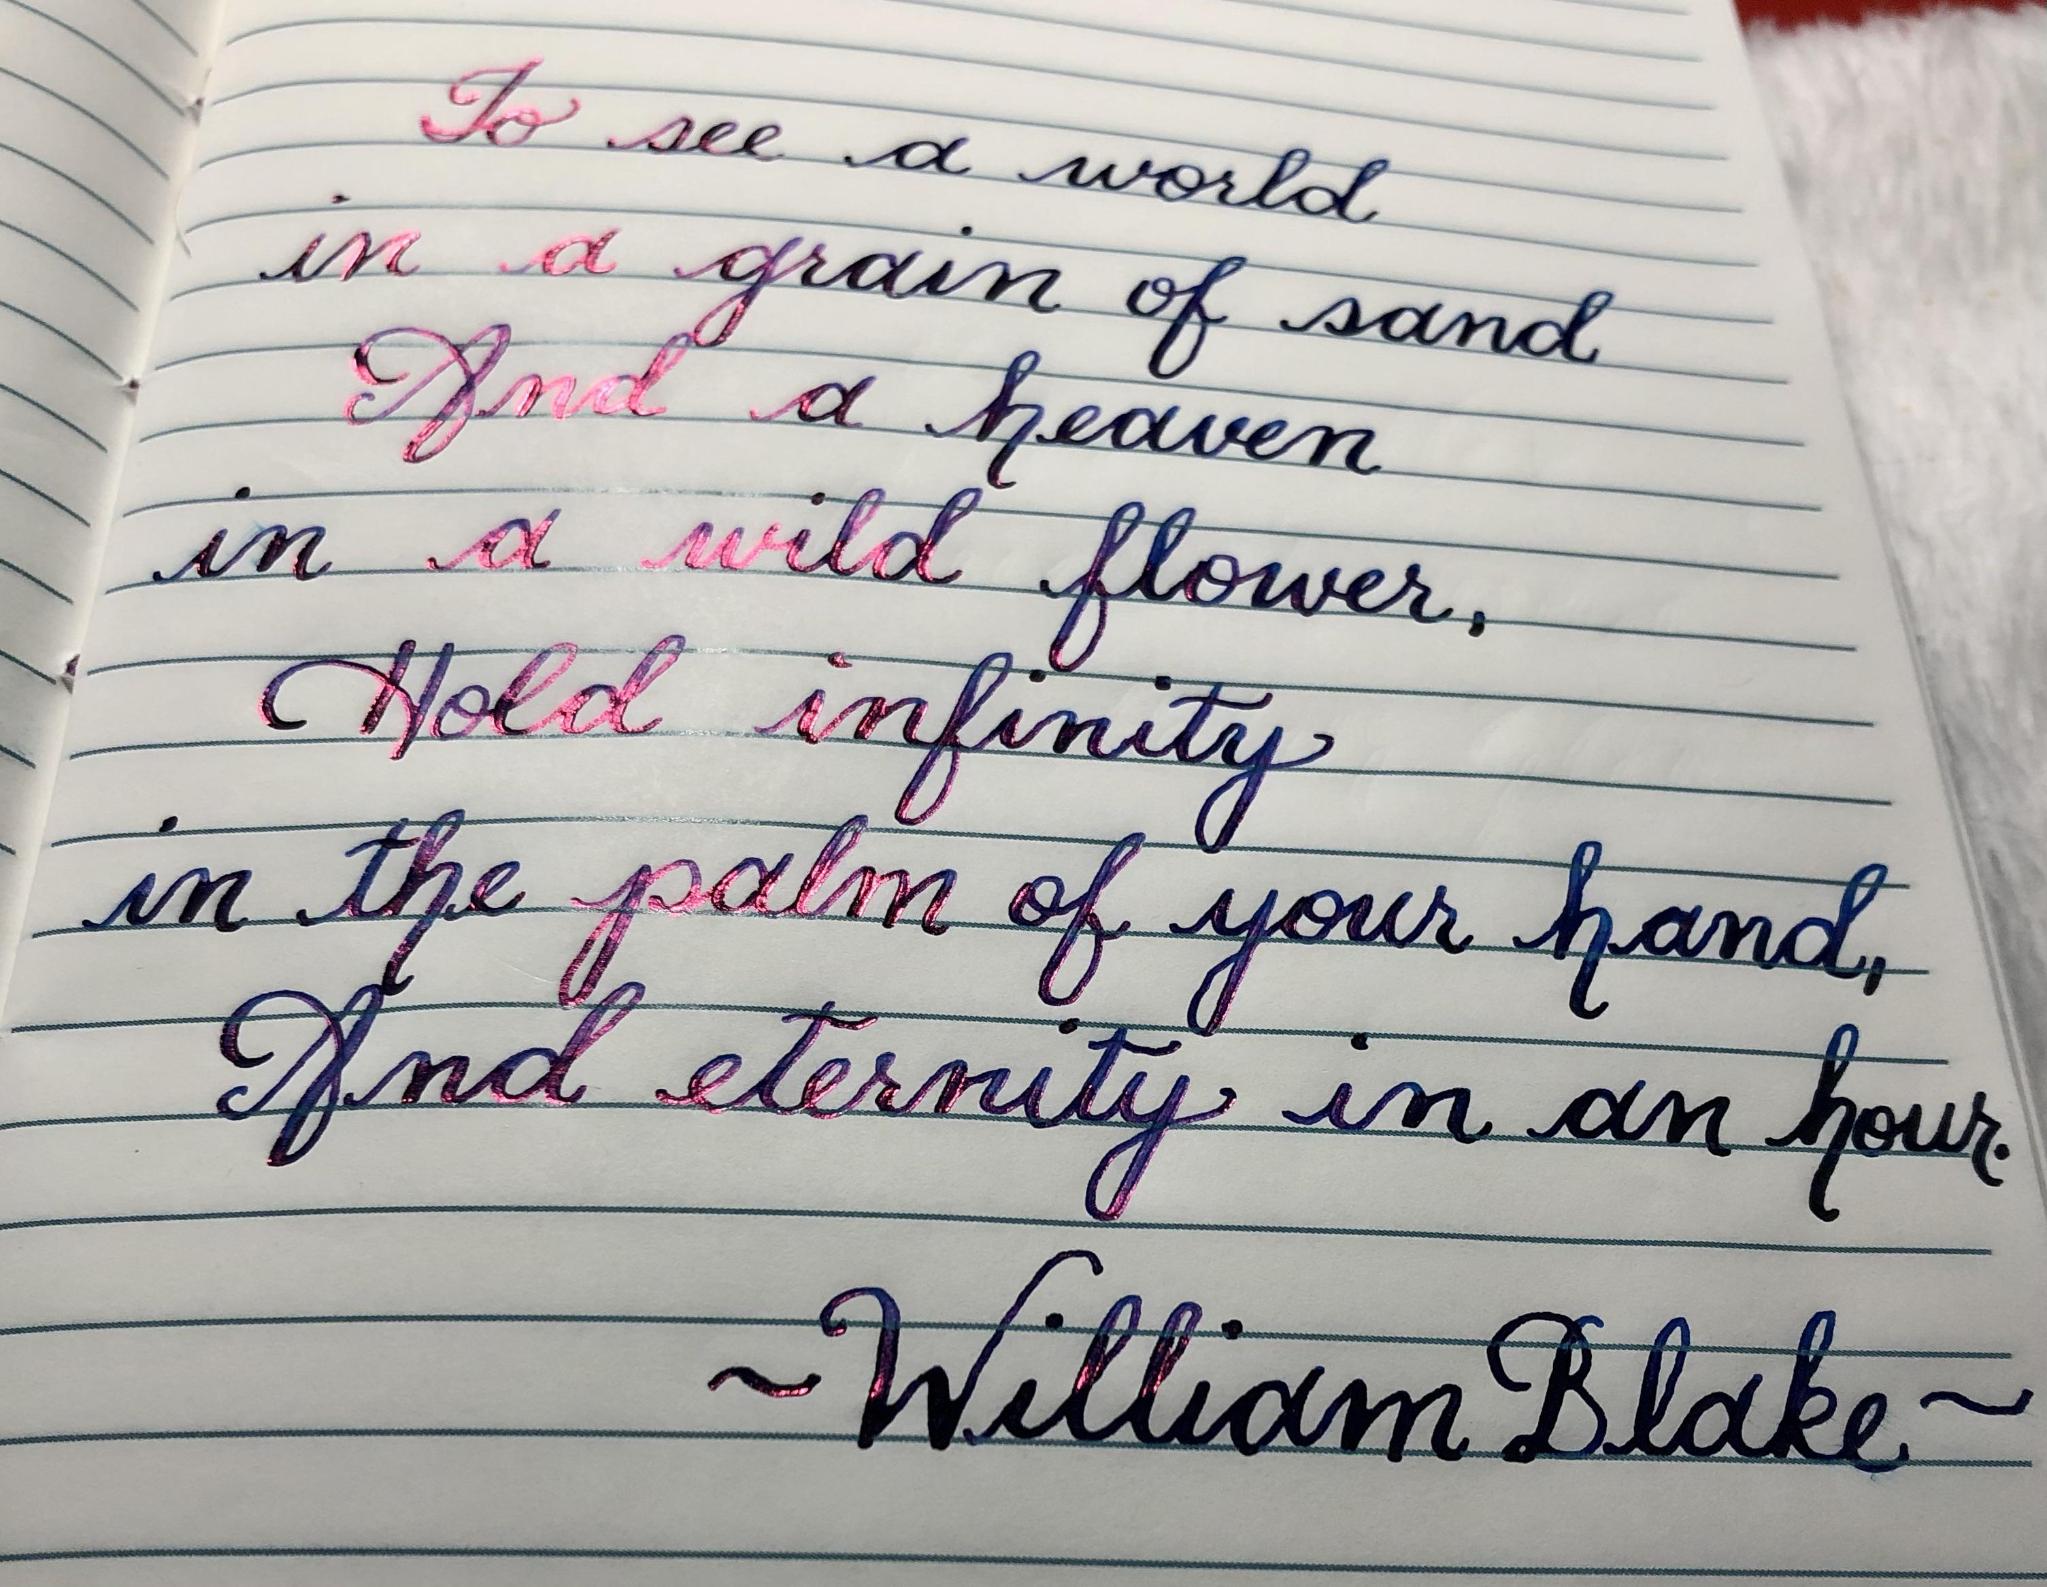 To see a world
in a grain of sand
And a heaven
in a wild flower,
Hold infinity
in the palm of your hand,
And eternity in an hour.
~William Blake~